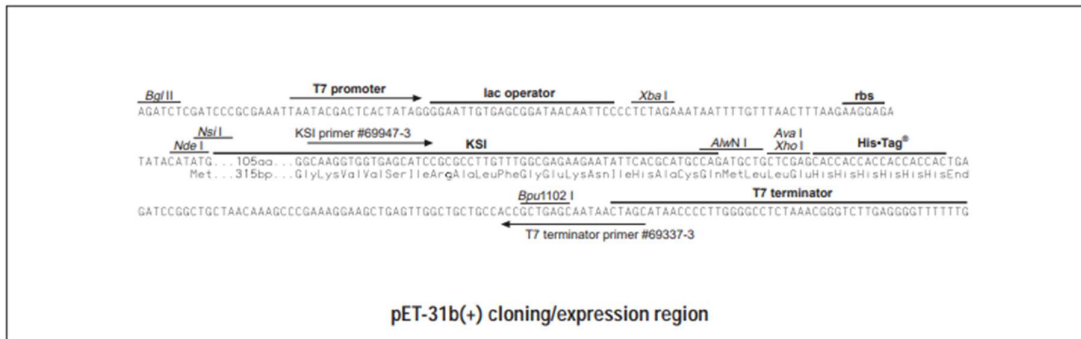 T7 promoter lac operator
Bgl II Xba I rbs
AGATCTCGATCCCGCGAAATTAATACGACTCACTATAGGGGAATTGTGAGCGGATAACAATTCCCCTCTAGAAATAATTTTGTTTAACTTTAAGAAGGAGA
Nsi I KSI primer #69947-3 Ava I
Nde I KSI AlwN I Xho I His•Tag®
TATACATATG...105aa...GGCAAGGTGGTGAGCATCCGCGCCTTGTTTGGCGAGAAGAATATTCACGCATGCCAGATGCTGCTCGAGCACCACCACCACCACCACTGA
Met...315bp...GlyLysValValSerIleArgAlaLeuPheGlyGluLysAsnIleHisAlaCysGlnMetLeuLeuGluHisHisHisHisHisHisEnd
Bpu1102 I T7 terminator
GATCCGGCTGCTAACAAAGCCCGAAAGGAAGCTGAGTTGGCTGCTGCCACCGCTGAGCAATAACTAGCATAACCCCTTGGGGCCTCTAAACGGGTCTTGAGGGGTTTTTTG
T7 terminator primer #69337-3
pET-31b(+) cloning/expression region